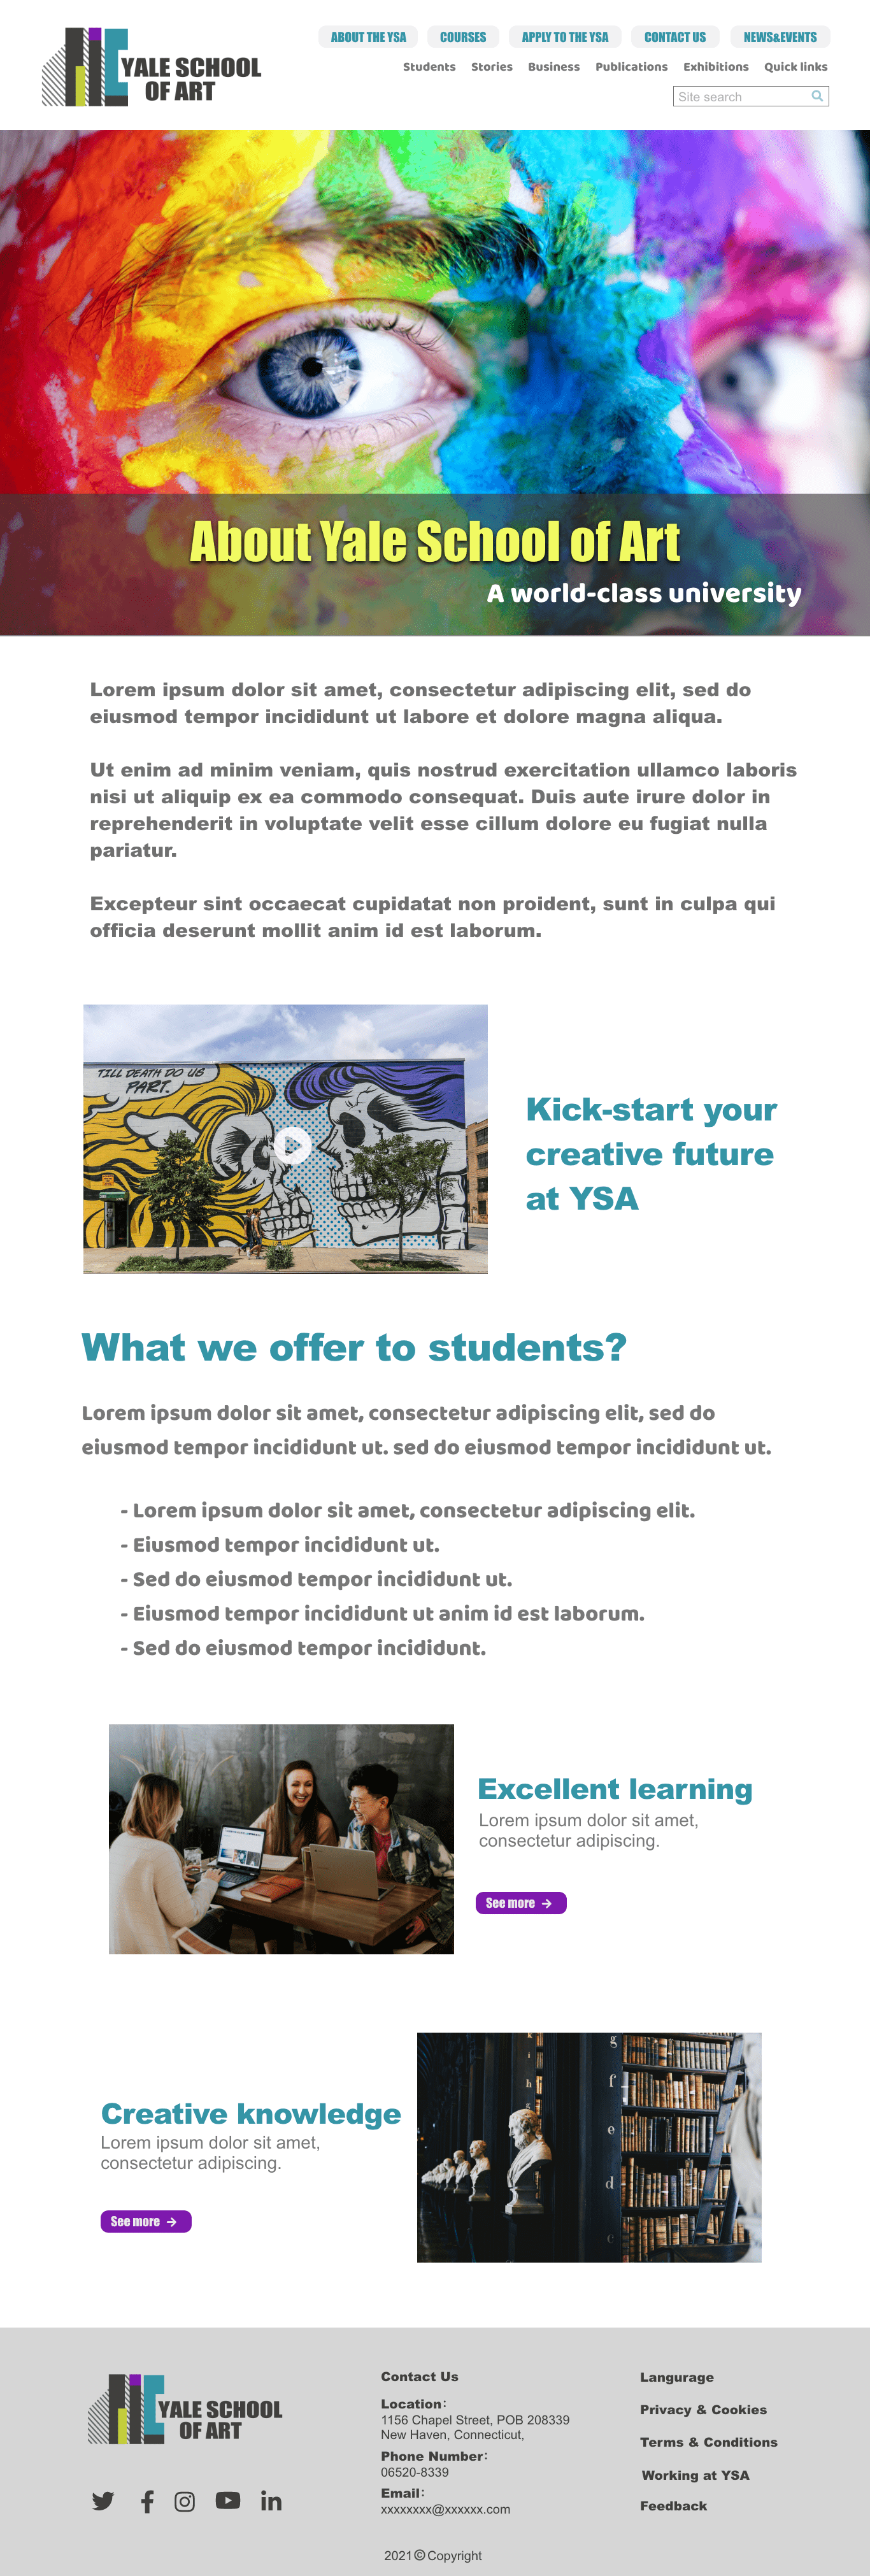 YALE SCHOOL
OF ART
ABOUT THE YSA
COURSES
APPLY TO THE YSA
CONTACT US
NEWS&EVENTS
Students
Stories
Business
Publications
Exhibitions
Quick links
Site search
About Yale School of Art
A world-class university
Lorem ipsum dolor sit amet, consectetur adipiscing elit, sed do
eiusmod tempor incididunt ut labore et dolore magna aliqua.
Ut enim ad minim veniam, quis nostrud exercitation ullamco laboris
nisi ut aliquip ex ea commodo consequat. Duis aute irure dolor in
reprehenderit in voluptate velit esse cillum dolore eu fugiat nulla
pariatur.
Excepteur sint occaecat cupidatat non proident, sunt in culpa qui
officia deserunt mollit anim id est laborum.
TILL DEATH DO US
PART.
Kick-start your
creative future
at YSA
What we offer to students?
Lorem ipsum dolor sit amet, consectetur adipiscing elit, sed do
eiusmod tempor incididunt ut. sed do eiusmod tempor incididunt ut.
- Lorem ipsum dolor sit amet, consectetur adipiscing elit.
- Eiusmod tempor incididunt ut.
- Sed do eiusmod tempor incididunt ut.
- Eiusmod tempor incididunt ut anim id est laborum.
- Sed do eiusmod tempor incididunt.
Excellent learning
Lorem ipsum dolor sit amet,
consectetur adipiscing.
See more →
Creative knowledge
Lorem ipsum dolor sit amet,
consectetur adipiscing.
See more →
k
i
h
g
f
e
d
c
YALE SCHOOL
OF ART
Contact Us
Location:
1156 Chapel Street, POB 208339
New Haven, Connecticut,
Phone Number:
06520-8339
Email:
xxxxxxxx@xxxxxx.com
Langurage
Privacy & Cookies
Terms & Conditions
Working at YSA
Feedback
2021 © Copyright